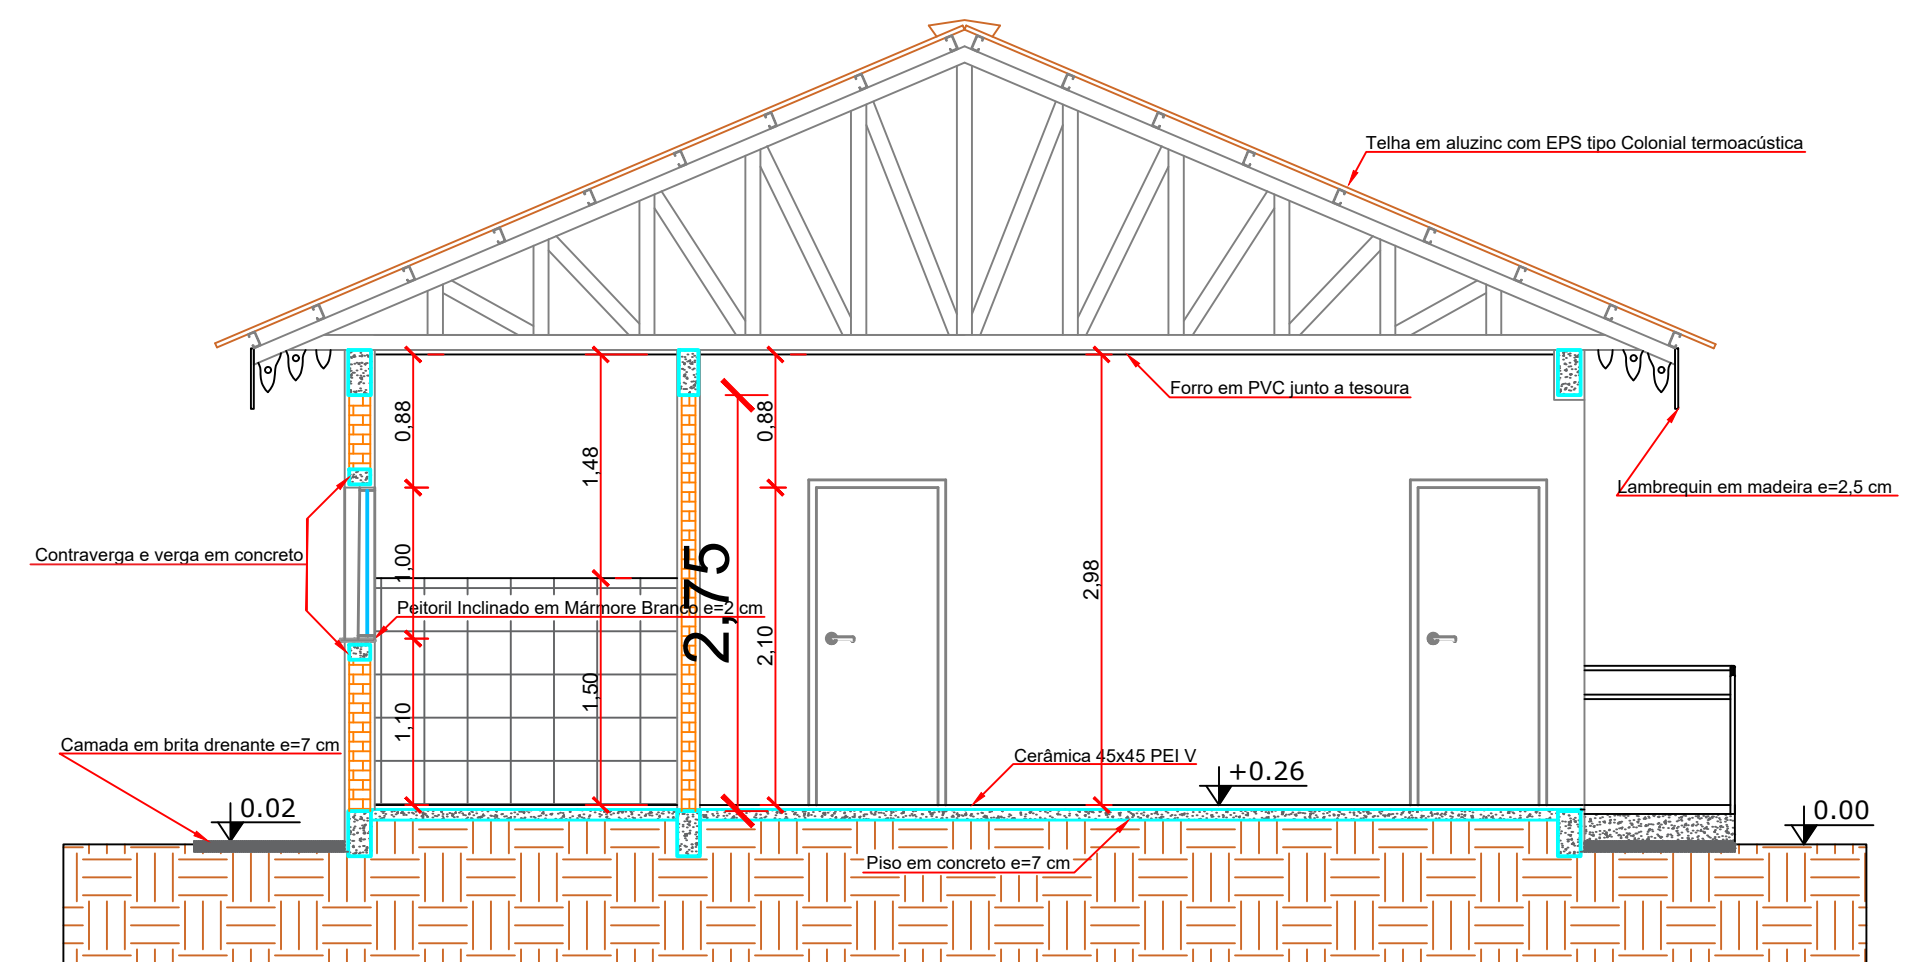 Telha em aluzinc com EPS tipo Colonial termoacústica
Forro em PVC junto a tesoura
0,88
0,88
1,48
Lambrequin em madeira e=2,5 cm
Contraverga e verga em concreto
1,00
2,75
2,98
Peitoril Inclinado em Mármore Branco e=2 cm
2,10
1,50
1,10
Camada em brita drenante e=7 cm
Cerâmica 45x45 PEI V
+0.26
0.02
0.00
Piso em concreto e=7 cm